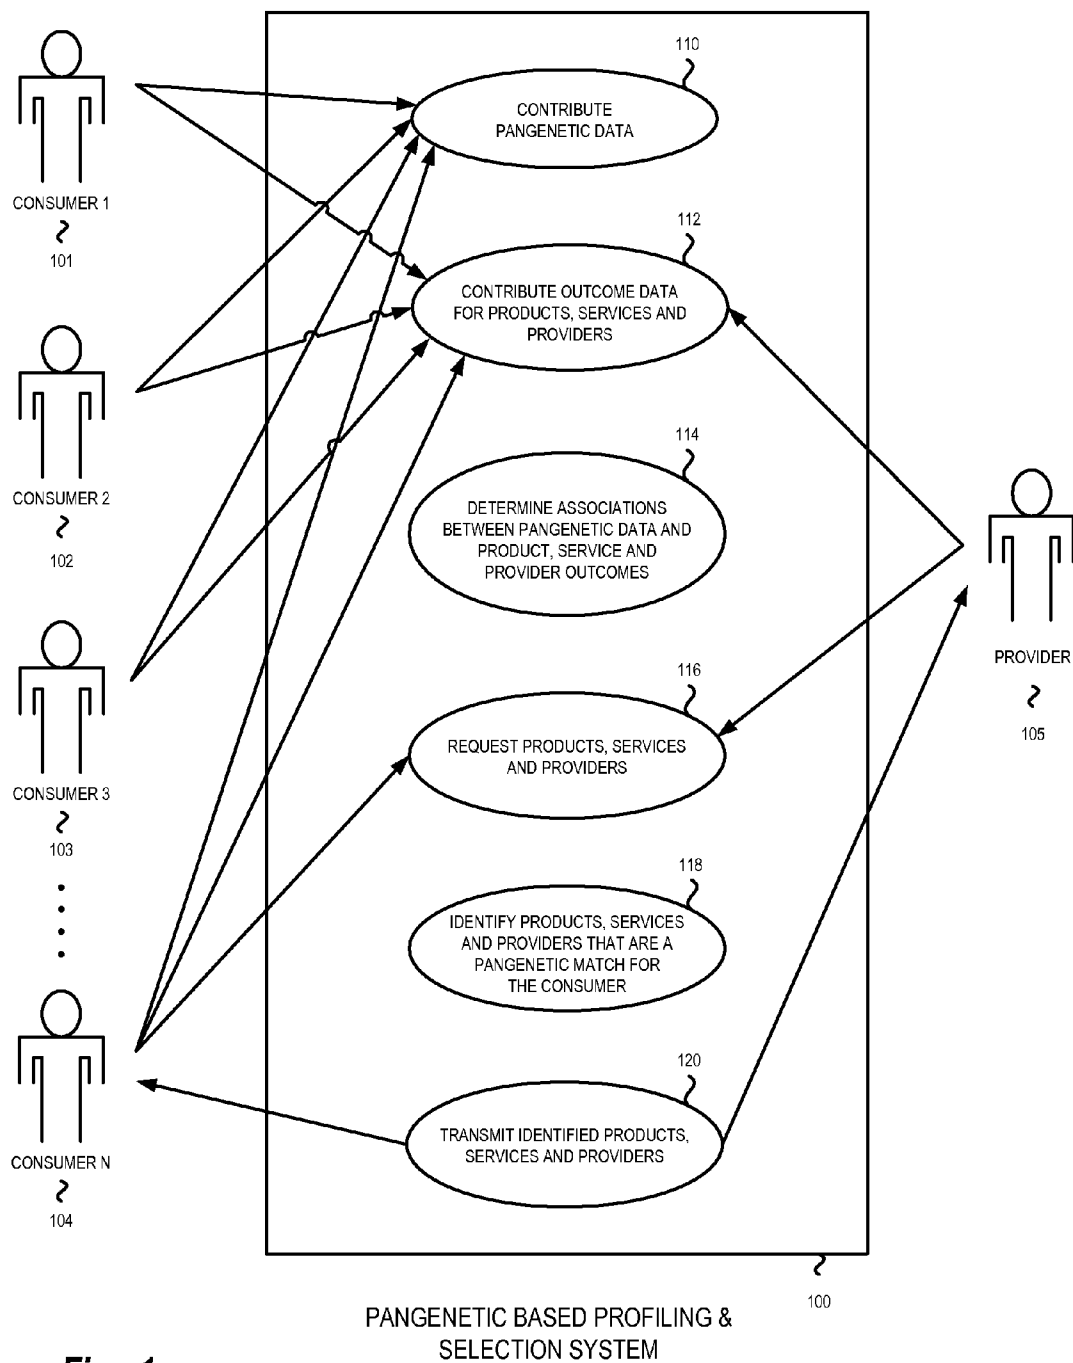 110
CONTRIBUTE
PANGENETIC DATA
CONSUMER 1
101
112
CONTRIBUTE OUTCOME DATA
FOR PRODUCTS, SERVICES AND
PROVIDERS
CONSUMER 2
102
114
DETERMINE ASSOCIATIONS
BETWEEN PANGENETIC DATA AND
PRODUCT, SERVICE AND
PROVIDER OUTCOMES
PROVIDER
105
116
REQUEST PRODUCTS, SERVICES
AND PROVIDERS
CONSUMER 3
103
118
IDENTIFY PRODUCTS, SERVICES
AND PROVIDERS THAT ARE A
PANGENETIC MATCH FOR
THE CONSUMER
120
TRANSMIT IDENTIFIED PRODUCTS,
SERVICES AND PROVIDERS
CONSUMER N
104
100
PANGENETIC BASED PROFILING &
SELECTION SYSTEM